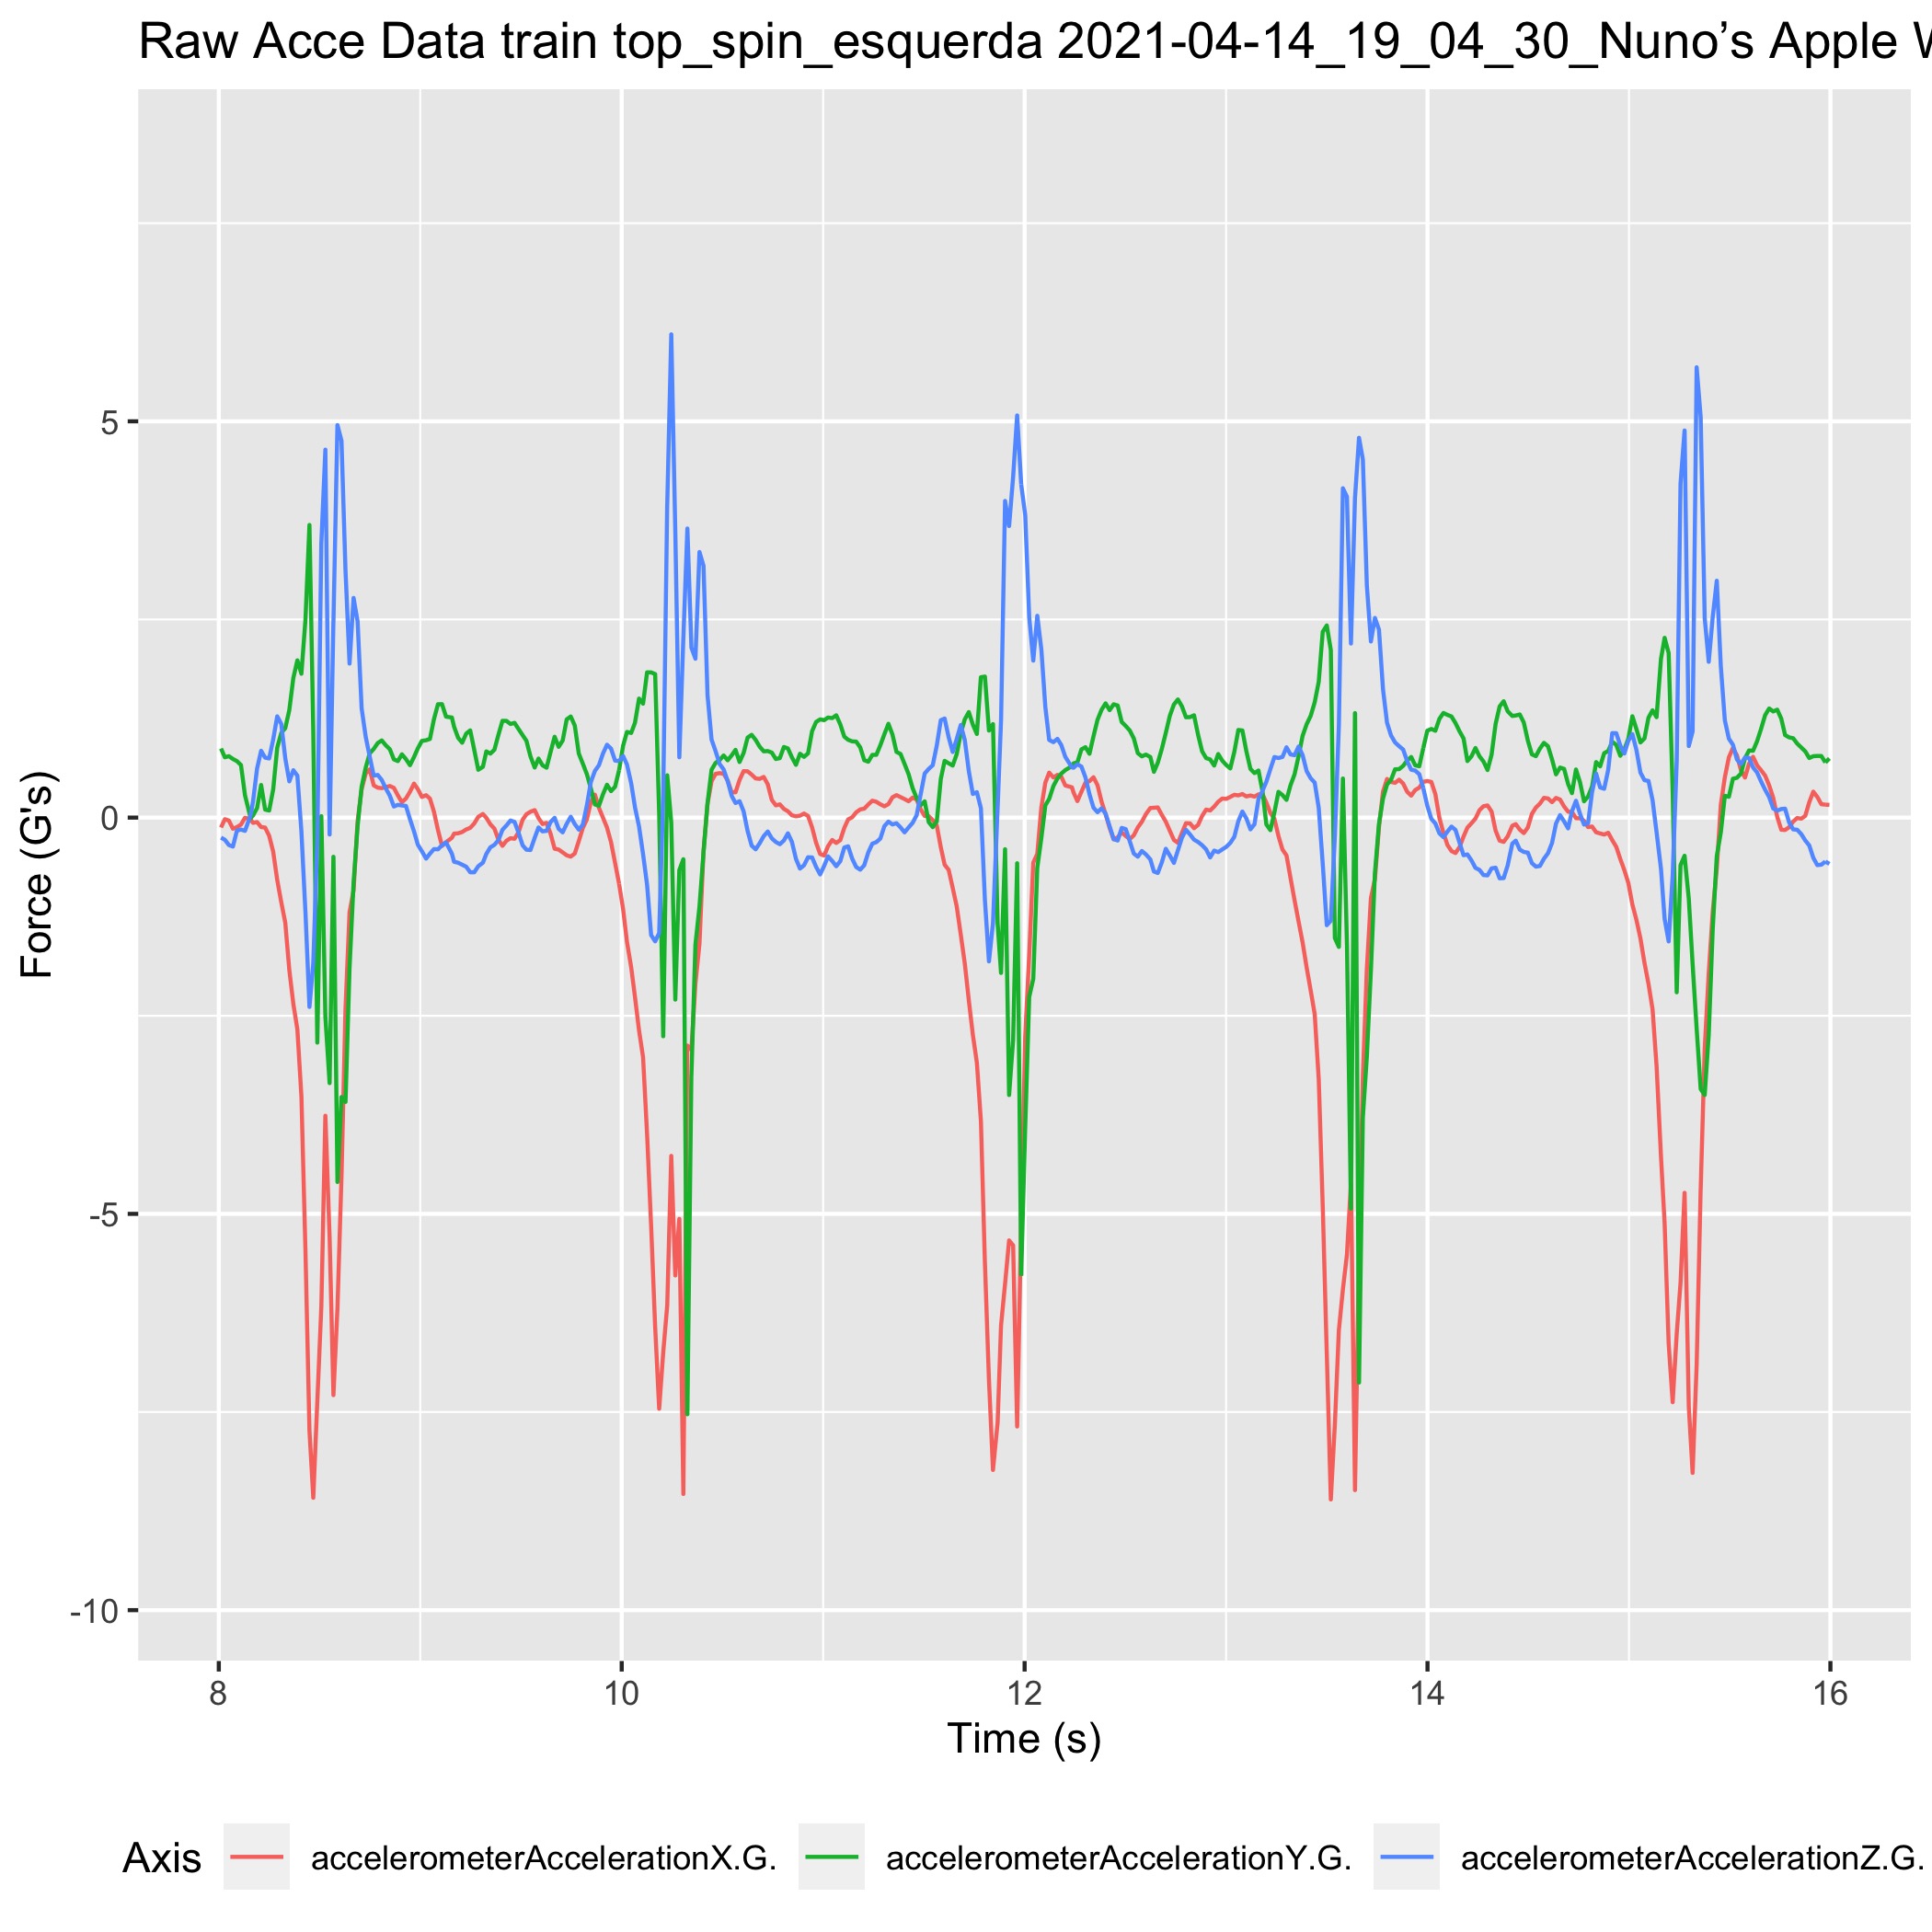 Raw Acce Data train top_spin_esquerda 2021-04-14_19_04_30_Nuno’s Apple
Force (G's)
5
0
-5
-10
8 10 12 14 16
Time (s)
Axis accelerometerAccelerationX.G. accelerometerAccelerationY.G. accelerometerAccelerationZ.G.